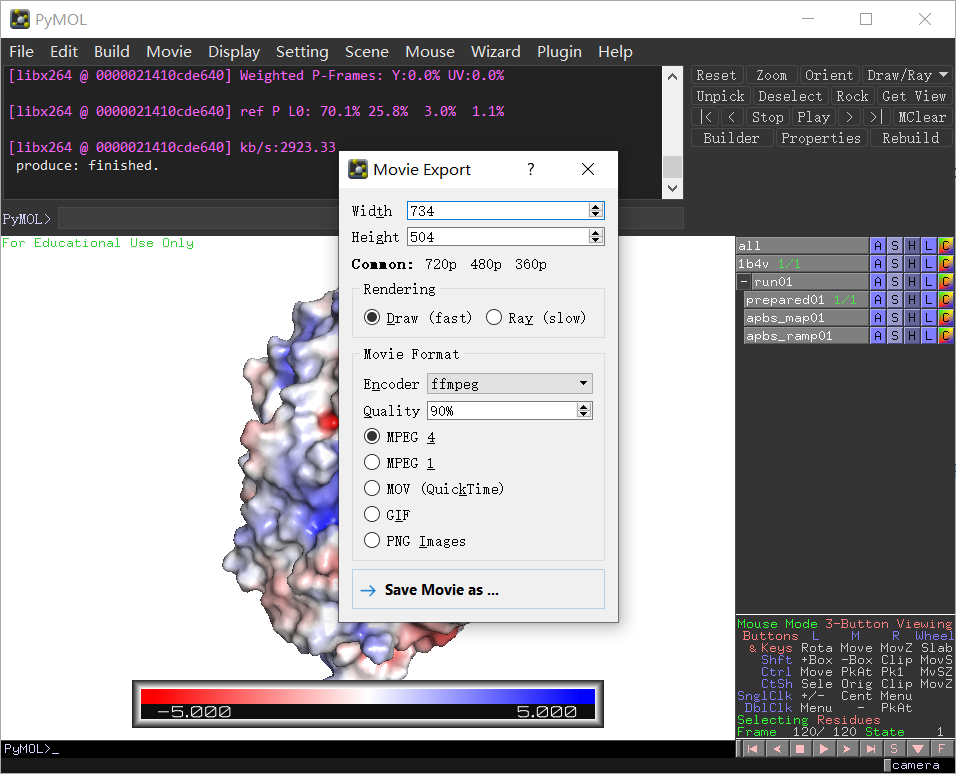 PyMOL
File Edit Build Movie Display Setting Scene Mouse Wizard Plugin Help
[libx264 @ 0000021410cde640] Weighted P-Frames: Y:0.0% UV:0.0%
[libx264 @ 0000021410cde640] ref P L0: 70.1% 25.8%  3.0%  1.1%
[libx264 @ 0000021410cde640] kb/s:2923.33
produce: finished.
PyMOL>
Reset Zoom Orient Draw/Ray
Unpick Deselect Rock Get View
|< < Stop Play > >| MClear
Builder Properties Rebuild
For Educational Use Only
Movie Export ?
Width 734
Height 504
Common: 720p 480p 360p
Rendering
Draw (fast) Ray (slow)
Movie Format
Encoder ffmpeg
Quality 90%
MPEG 4
MPEG 1
MOV (QuickTime)
GIF
PNG Images
Save Movie as ...
all A S H L C
1b4v 1/1 A S H L C
- run01 A S H L C
prepared01 1/1 A S H L C
apbs_map01 A S H L C
apbs_ramp01 A S H L C
-5.000 5.000
Mouse Mode 3-Button Viewing
Buttons L M R Wheel
& Keys Rota Move MovZ Slab
Shft +Box -Box Clip MovS
Ctrl Move PkAt Pk1 MvSZ
CtSh Sele Orig Clip MovZ
SnglClk +/- Cent Menu
DblClk Menu - PkAt
Selecting Residues
Frame 120/ 120 State 1
PyMOL>_
S F
camera